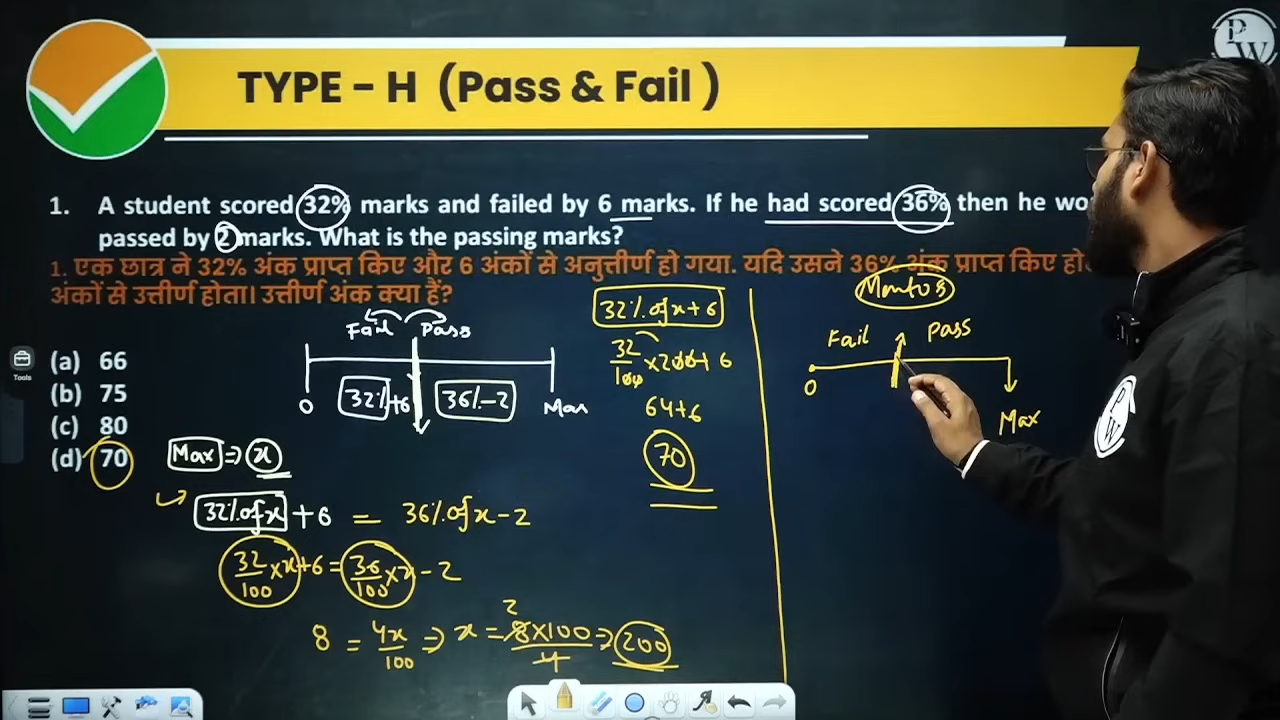 PW
TYPE - H (Pass & Fail )
1. A student scored 32% marks and failed by 6 marks. If he had scored 36% then he wo
passed by 2 marks. What is the passing marks?
1. एक छात्र ने 32% अंक प्राप्त किए और 6 अंकों से अनुत्तीर्ण हो गया. यदि उसने 36% अंक प्राप्त किए हो
अंकों से उत्तीर्ण होता। उत्तीर्ण अंक क्या हैं?
(a) 66
(b) 75
(c) 80
(d) 70
Tools
Fail Pass
0 32%+6 36%-2 Max
Max ⇒ x
32% of x + 6 = 36% of x - 2
32/100 × x + 6 = 36/100 × x - 2
8 = 4x/100 ⇒ x = 8×100/4 ⇒ 200
2
32% of x + 6
32/100 × 200 + 6
64+6
70
Fail Pass
0 Max
PW